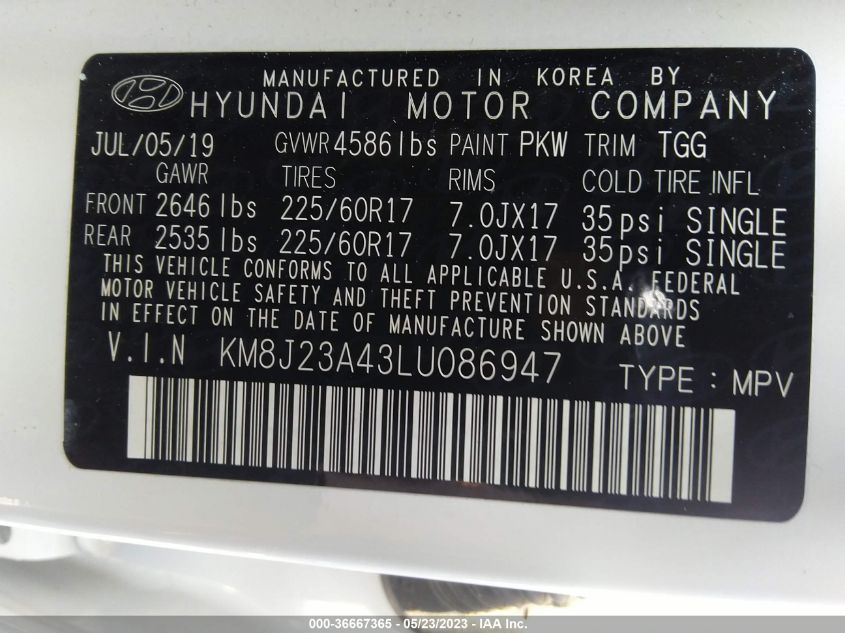 MANUFACTURED IN KOREA BY
HYUNDAI MOTOR COMPANY
JUL/05/19 GVWR 4586lbs PAINT PKW TRIM TGG
GAWR TIRES RIMS COLD TIRE INFL
FRONT 2646 lbs 225/60R17 7.0JX17 35psi SINGLE
REAR 2535 lbs 225/60R17 7.0JX17 35psi SINGLE
THIS VEHICLE CONFORMS TO ALL APPLICABLE U.S.A. FEDERAL
MOTOR VEHICLE SAFETY AND THEFT PREVENTION STANDARDS
IN EFFECT ON THE DATE OF MANUFACTURE SHOWN ABOVE
V.I.N KM8J23A43LU086947 TYPE : MPV
000-36667365 - 05/23/2023 - IAA Inc.